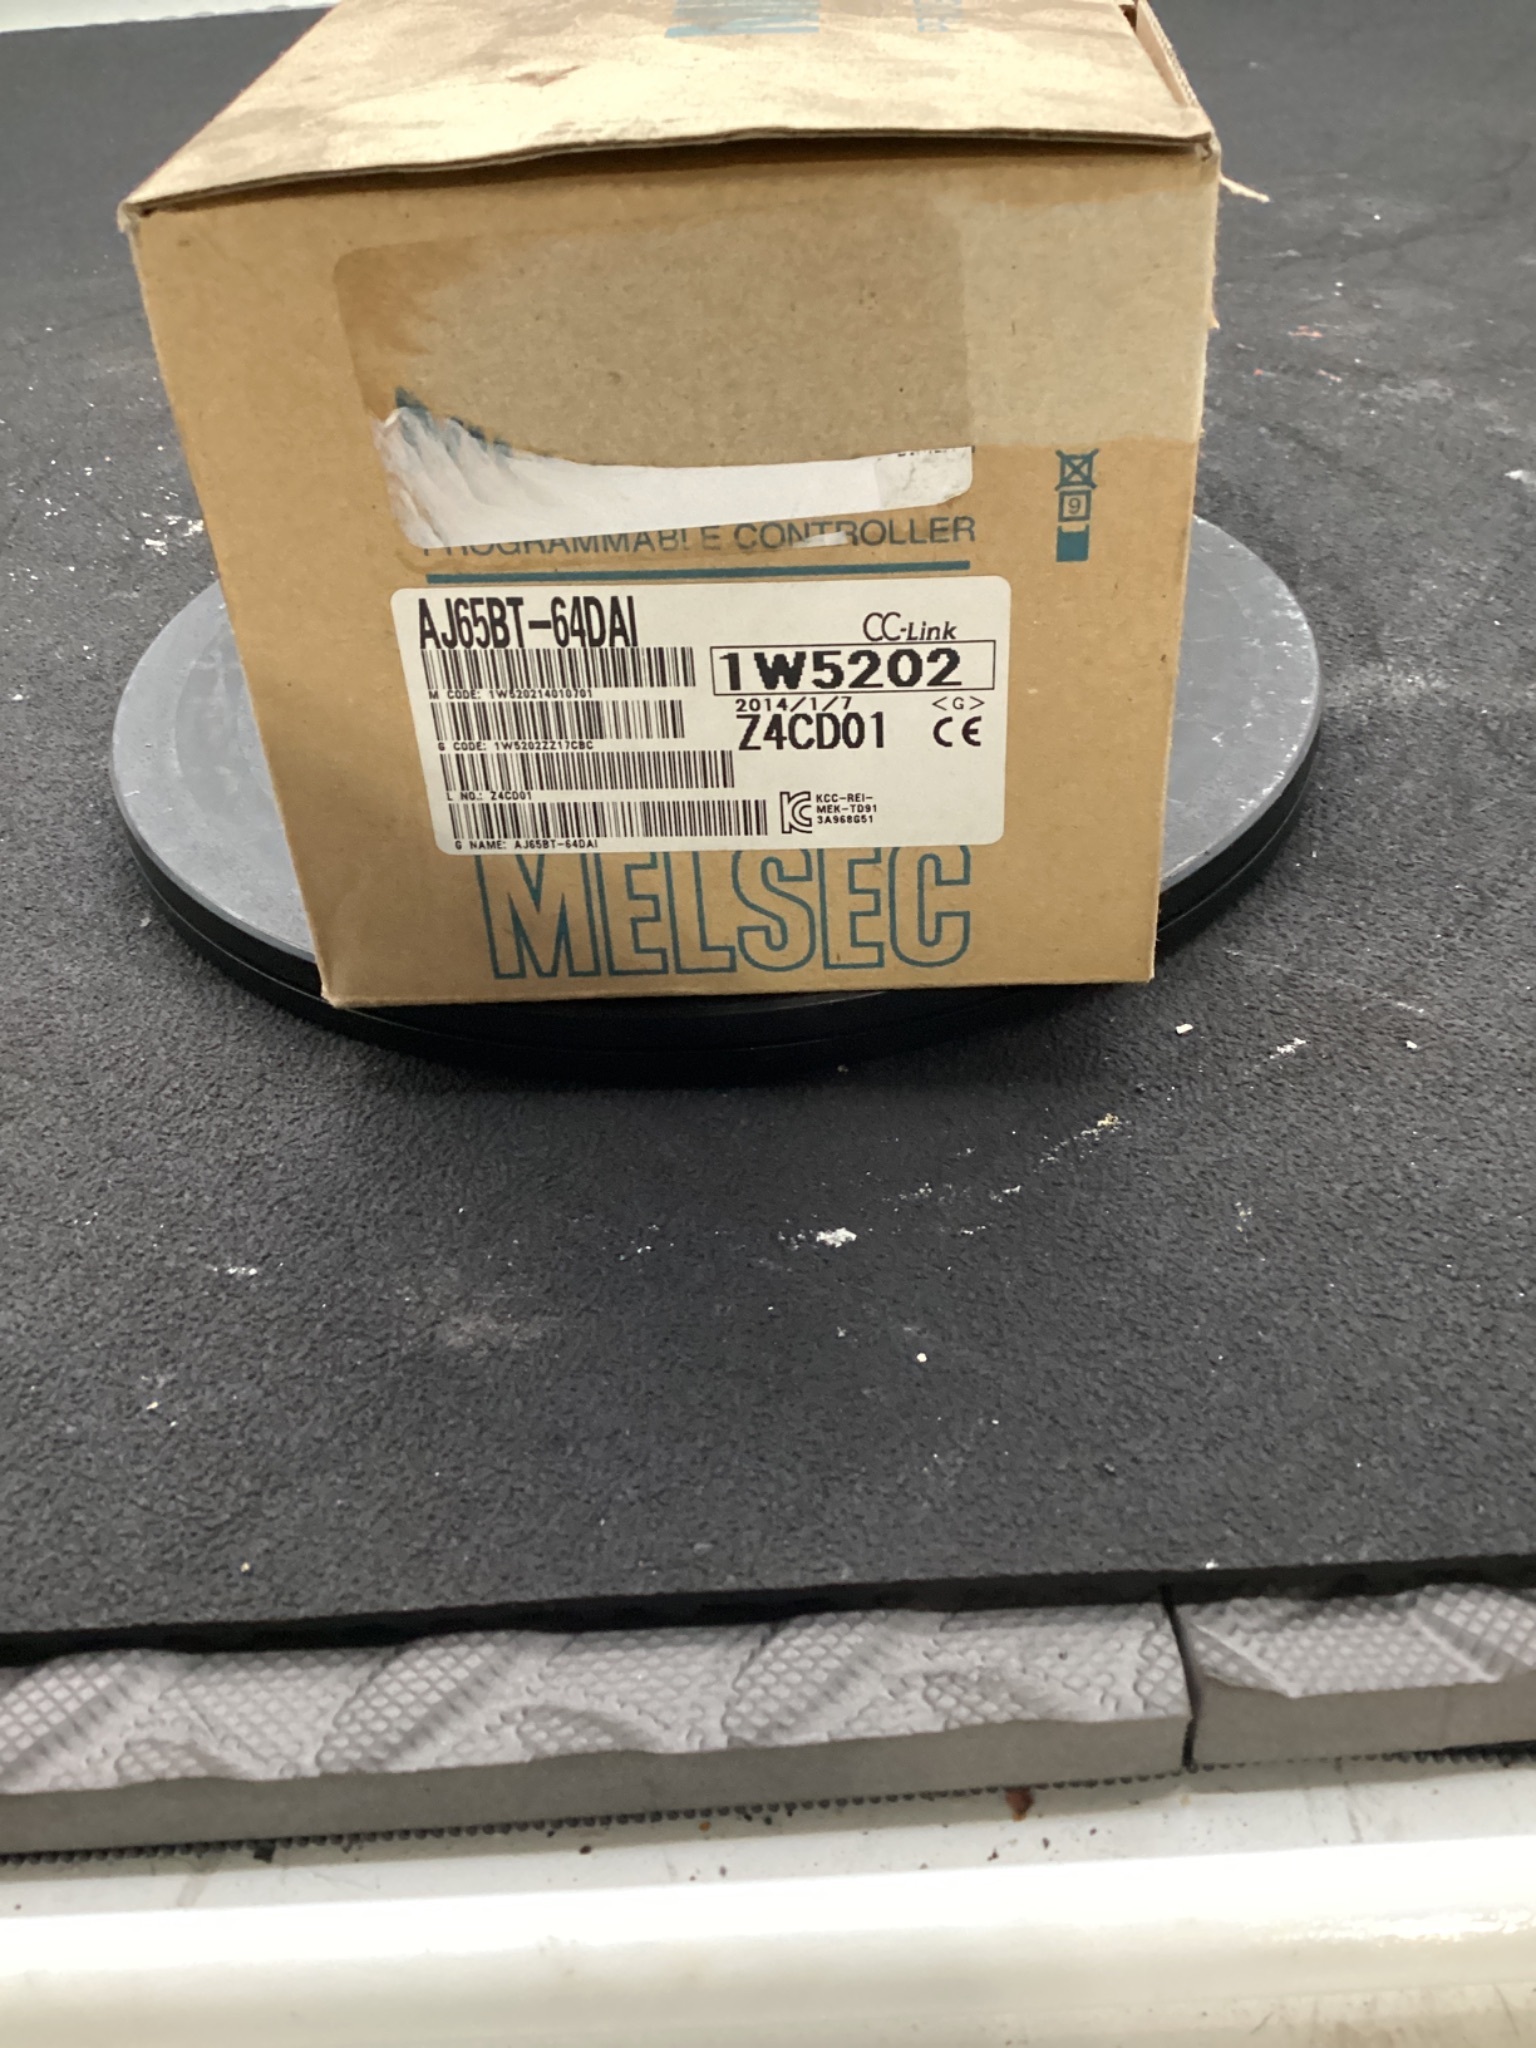 PROGRAMMABLE CONTROLLER
9
AJ65BT-64DAI
CC-Link
1W5202
M CODE: 1W520214010701
2014/1/7 <G>
Z4CD01 CE
G CODE: 1W5202ZZ17CBC
L NO.: Z4CD01
KCC-REI-
MEK-TD91
3A968G51
G NAME: AJ65BT-64DAI
MELSEC